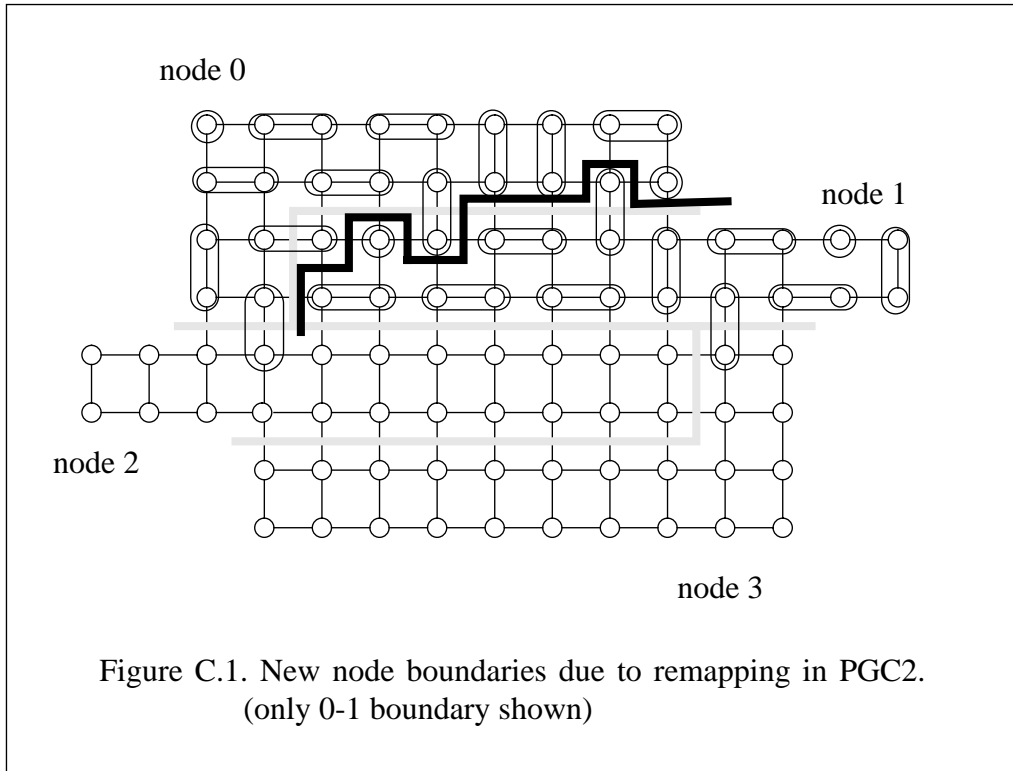 node 0
node 1
node 2
node 3
Figure C.1. New node boundaries due to remapping in PGC2.
(only 0-1 boundary shown)